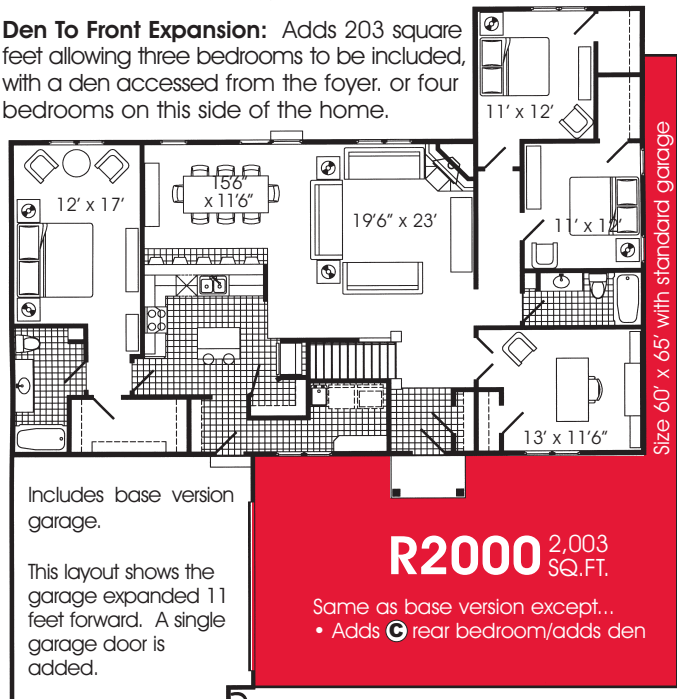 Den To Front Expansion: Adds 203 square
feet allowing three bedrooms to be included,
with a den accessed from the foyer. or four
bedrooms on this side of the home.
11’ x 12’
12’ x 17’
15’6”
x 11’6”
19’6” x 23’
11’ x 12’
13’ x 11’6”
Size 60’ x 65’ with standard garage
Includes base version
garage.
This layout shows the
garage expanded 11
feet forward. A single
garage door is
added.
R2000 2,003
SQ.FT.
Same as base version except...
• Adds C rear bedroom/adds den